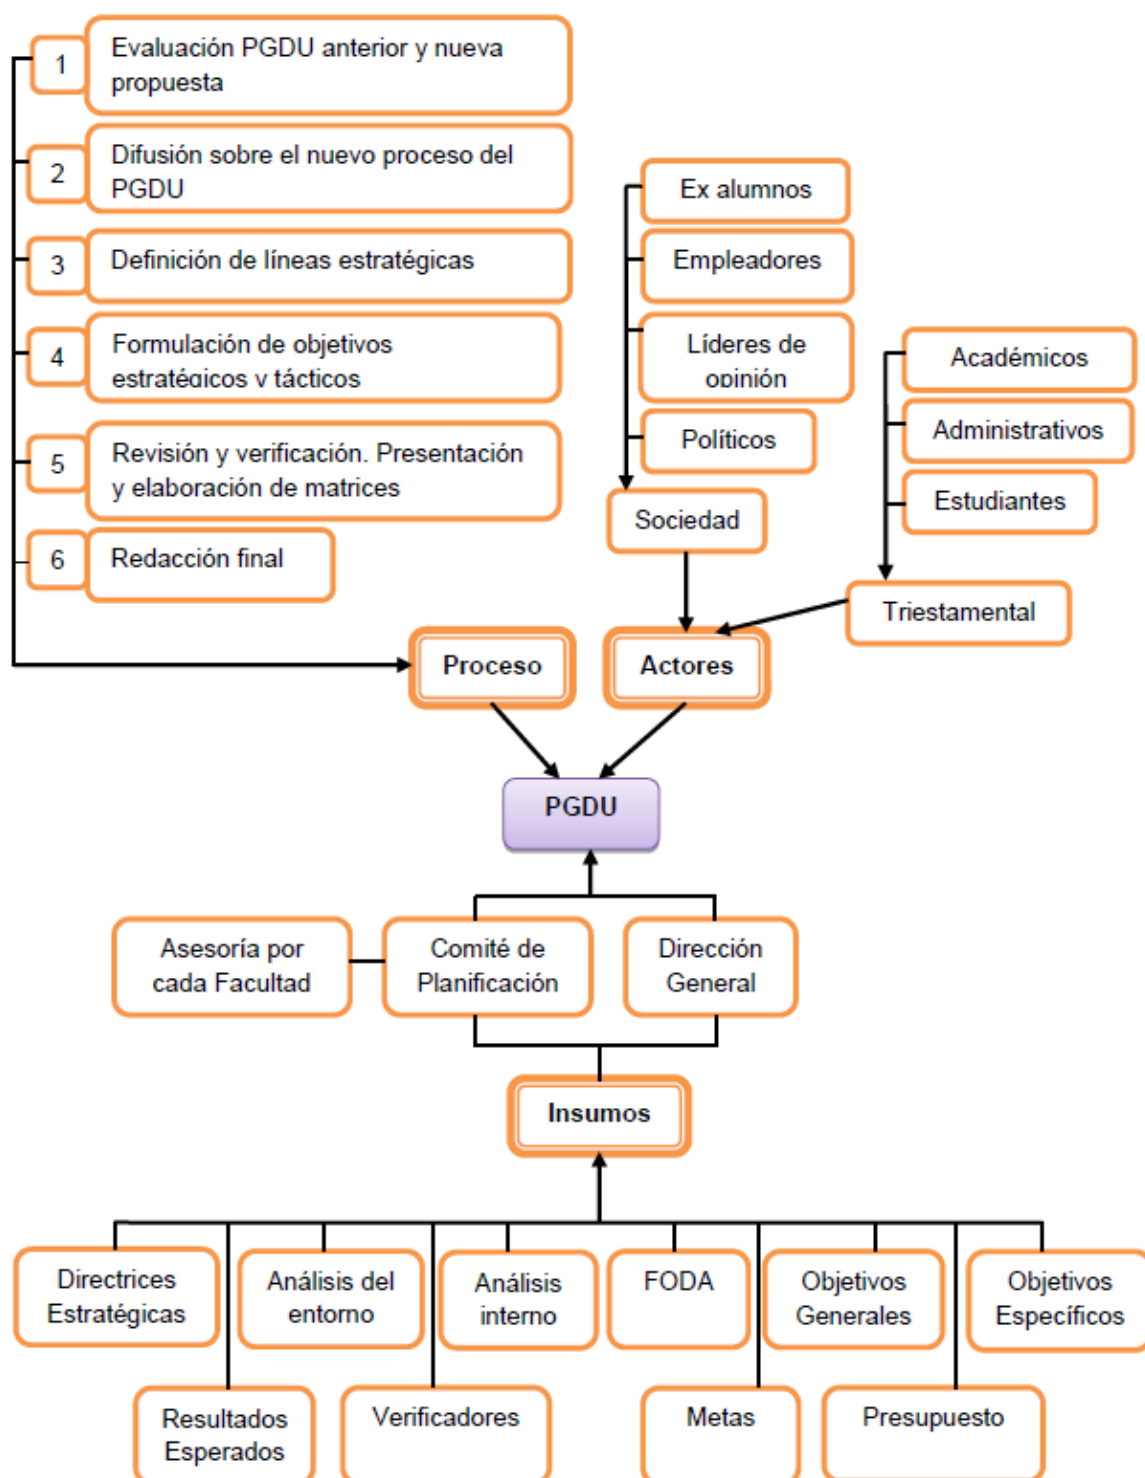 1
Evaluación PGDU anterior y nueva
propuesta
2
Difusión sobre el nuevo proceso del
PGDU
3
Definición de líneas estratégicas
4
Formulación de objetivos
estratégicos y tácticos
5
Revisión y verificación. Presentación
y elaboración de matrices
6
Redacción final
Ex alumnos
Empleadores
Líderes de
opinión
Políticos
Sociedad
Académicos
Administrativos
Estudiantes
Triestamental
Proceso
Actores
PGDU
Asesoría por
cada Facultad
Comité de
Planificación
Dirección
General
Insumos
Directrices
Estratégicas
Análisis del
entorno
Análisis
interno
FODA
Objetivos
Generales
Objetivos
Específicos
Resultados
Esperados
Verificadores
Metas
Presupuesto